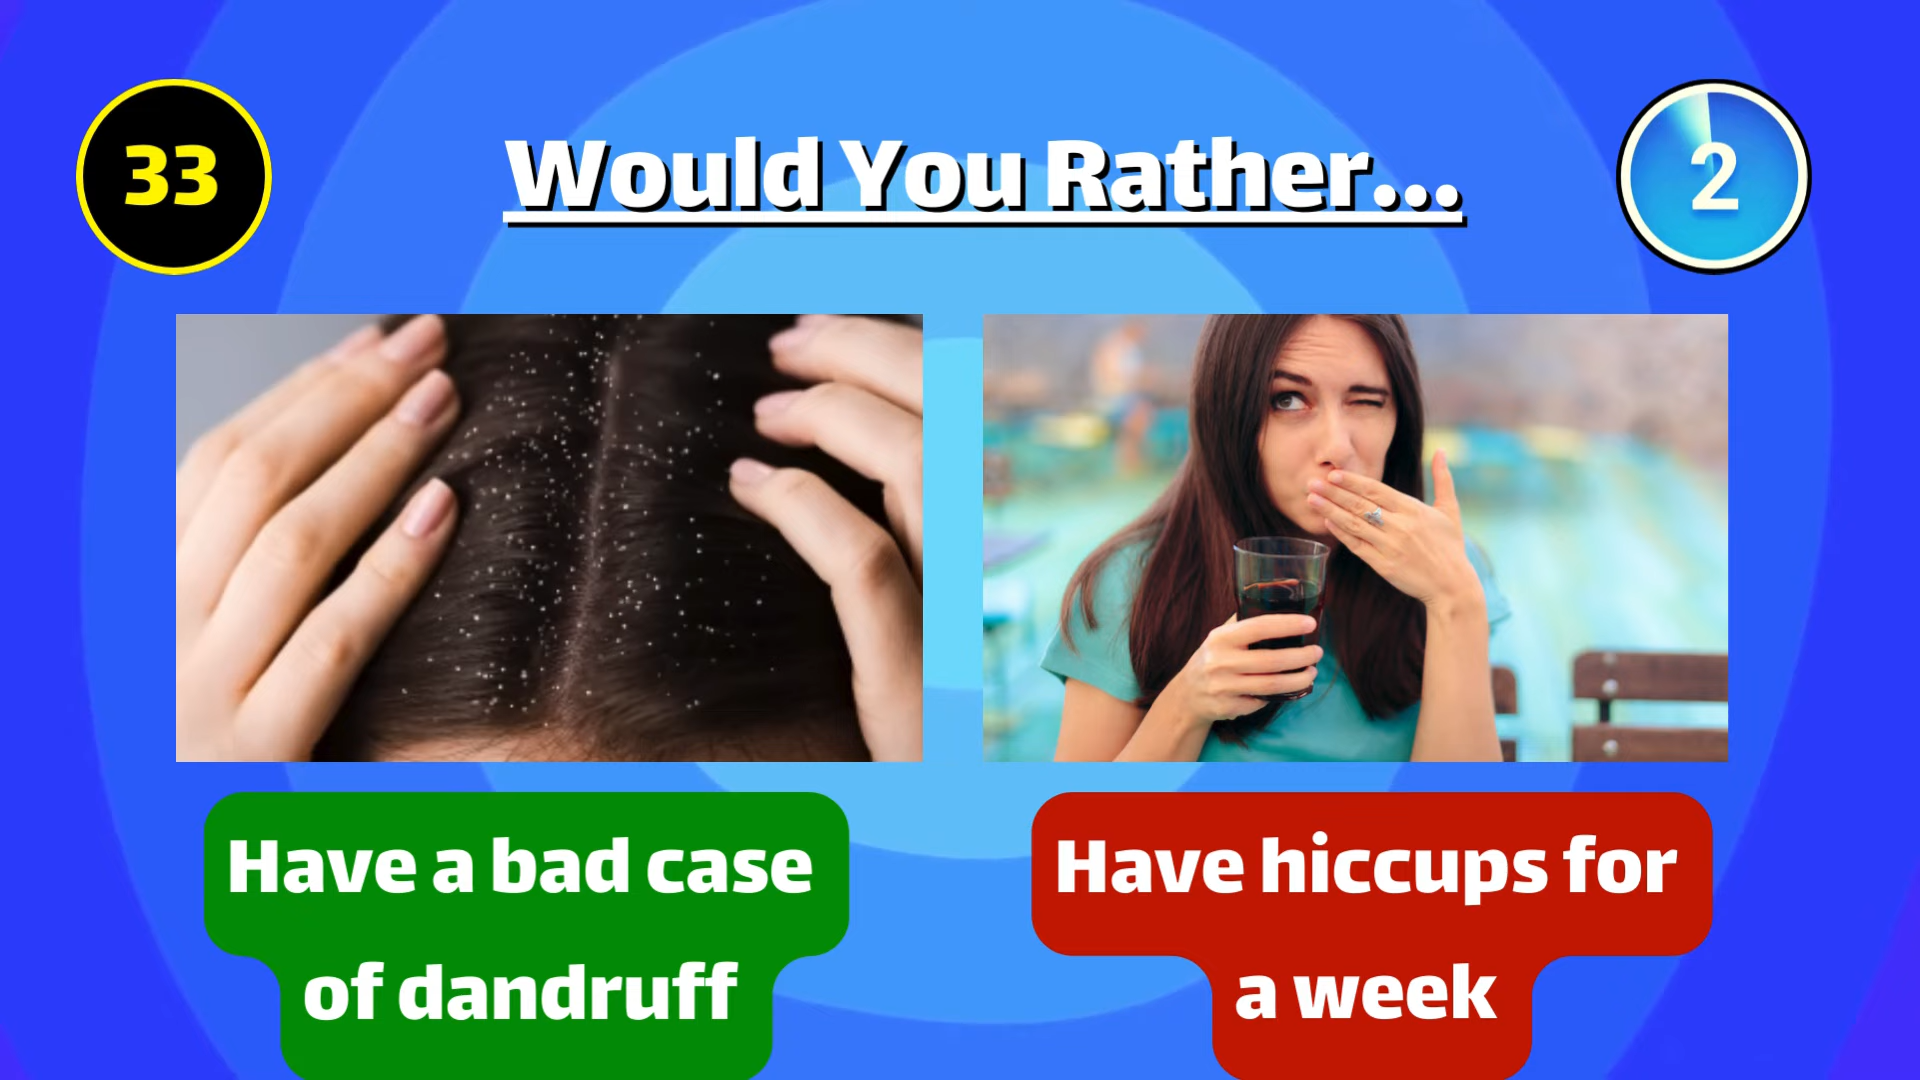 33
Would You Rather...
2
Have a bad case
of dandruff
Have hiccups for
a week